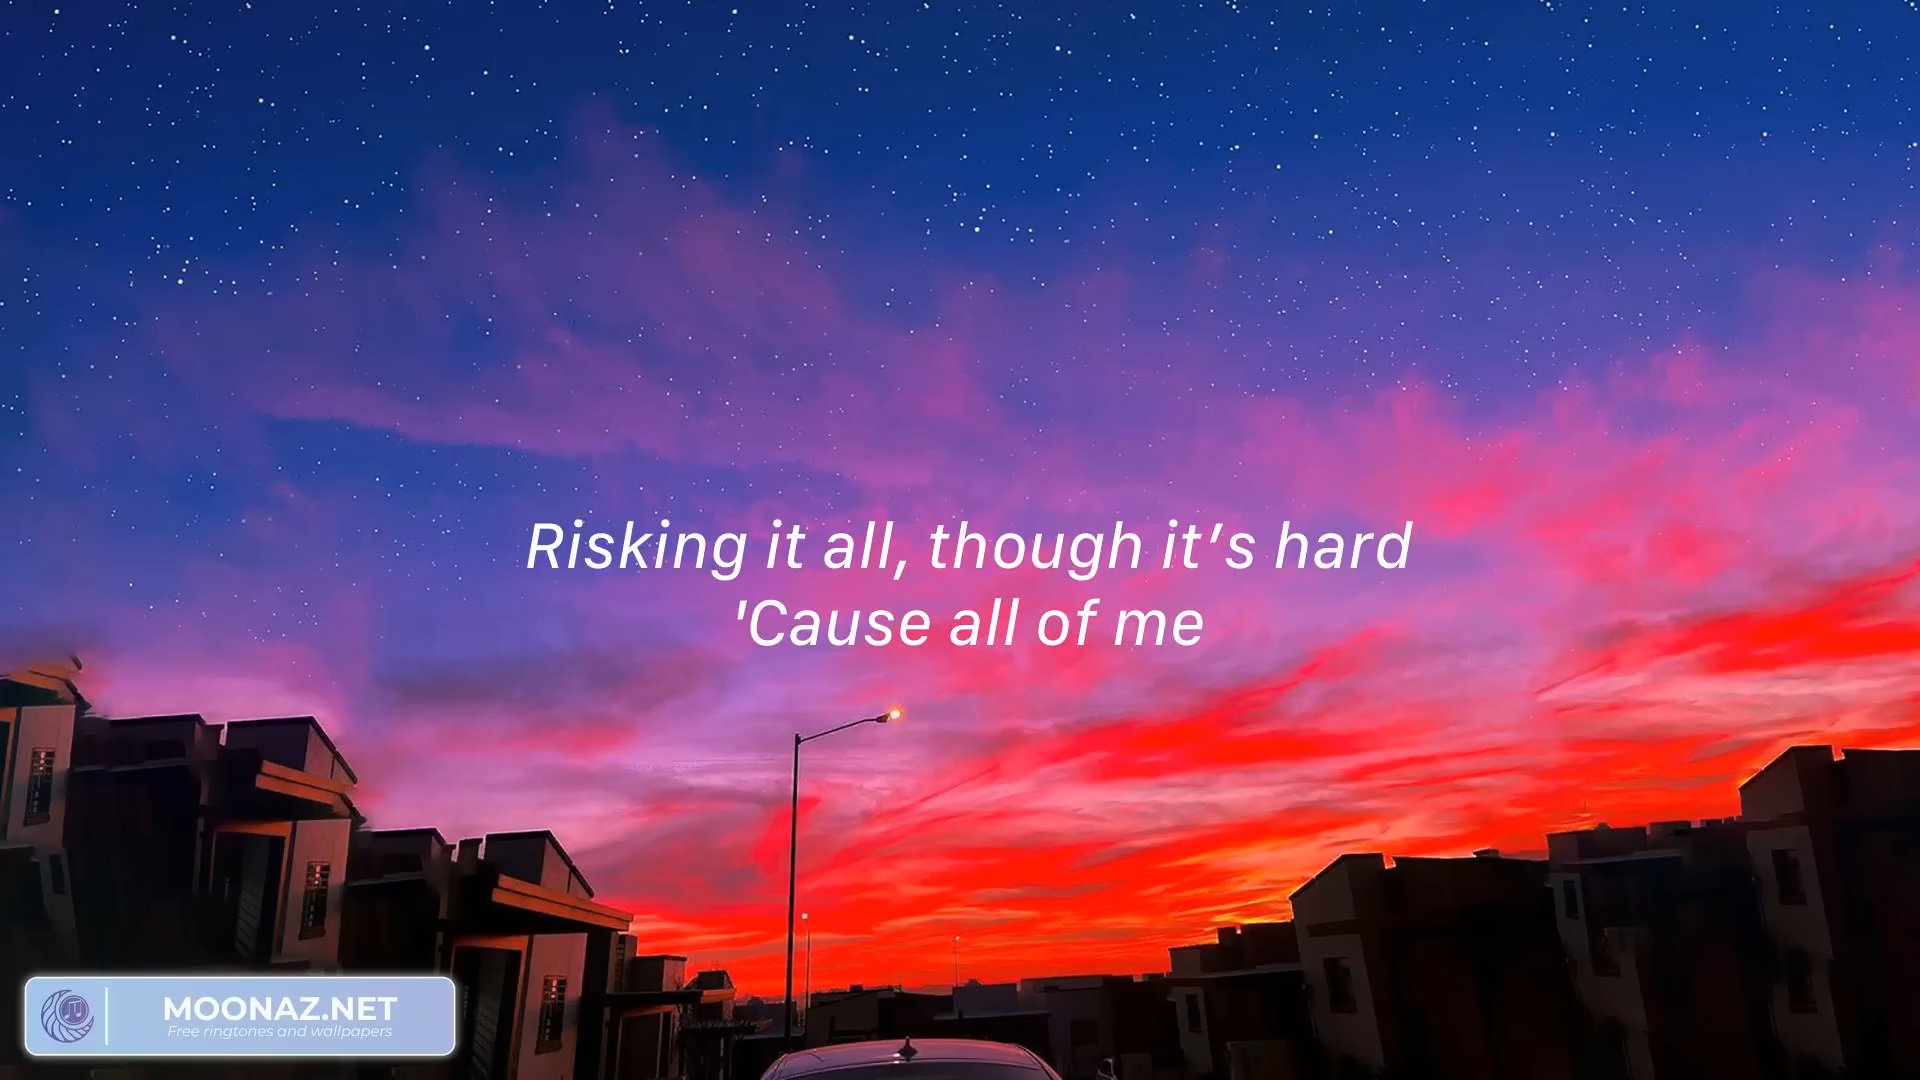 Risking it all, though it’s hard
'Cause all of me
MOONAZ.NET
Free ringtones and wallpapers